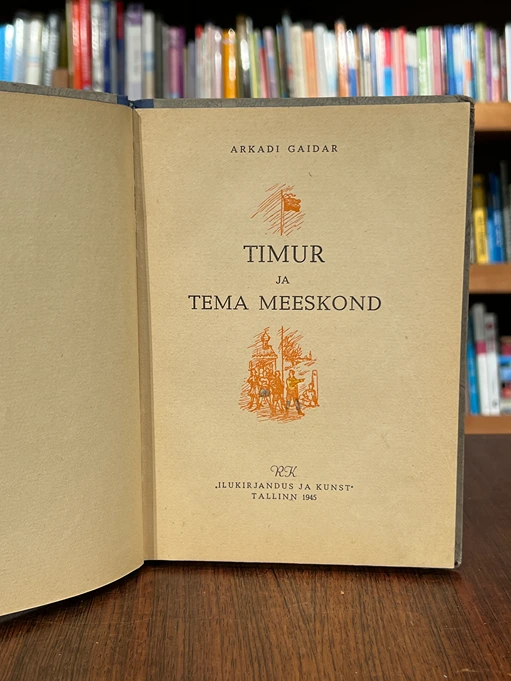 ARKADI GAIDAR
TIMUR
JA
TEMA MEESKOND
RK
„ILUKIRJANDUS JA KUNST“
TALLINN 1945